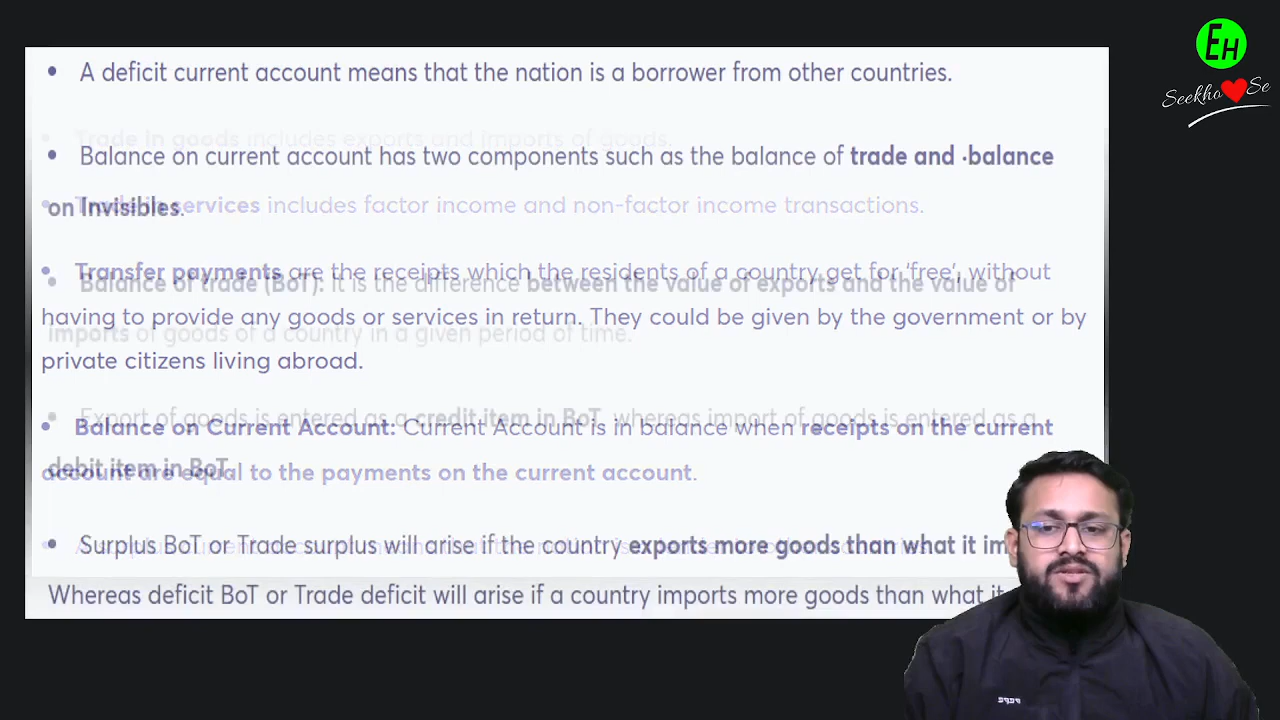 EH
Seekho Se
A deficit current account means that the nation is a borrower from other countries.
Trade in goods includes exports and imports of goods.
Balance on current account has two components such as the balance of trade and ·balance
on Invisibles.
Trade in services includes factor income and non-factor income transactions.
Transfer payments are the receipts which the residents of a country get for 'free', without
having to provide any goods or services in return. They could be given by the government or by
private citizens living abroad.
Balance of trade (BoT): It is the difference between the value of exports and the value of
imports of goods of a country in a given period of time.
Export of goods is entered as a credit item in BoT, whereas import of goods is entered as a
debit item in BoT.
Balance on Current Account: Current Account is in balance when receipts on the current
account are equal to the payments on the current account.
Surplus BoT or Trade surplus will arise if the country exports more goods than what it im
Whereas deficit BoT or Trade deficit will arise if a country imports more goods than what it